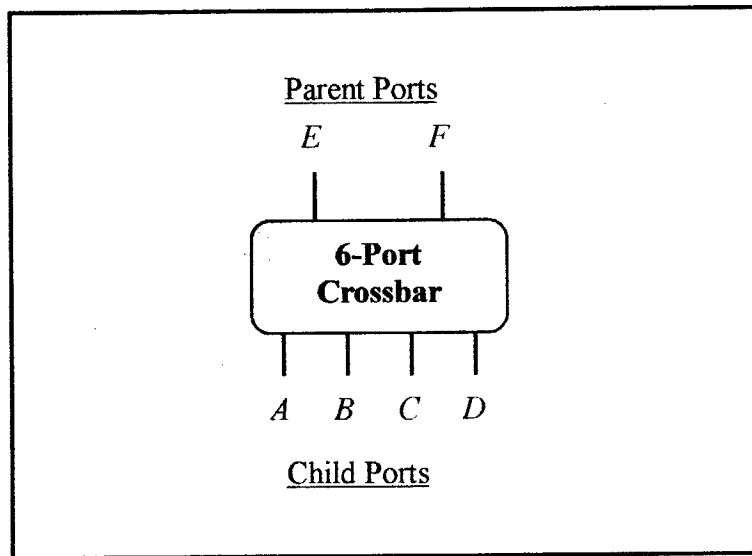 Parent Ports
E F
6-Port
Crossbar
A B C D
Child Ports